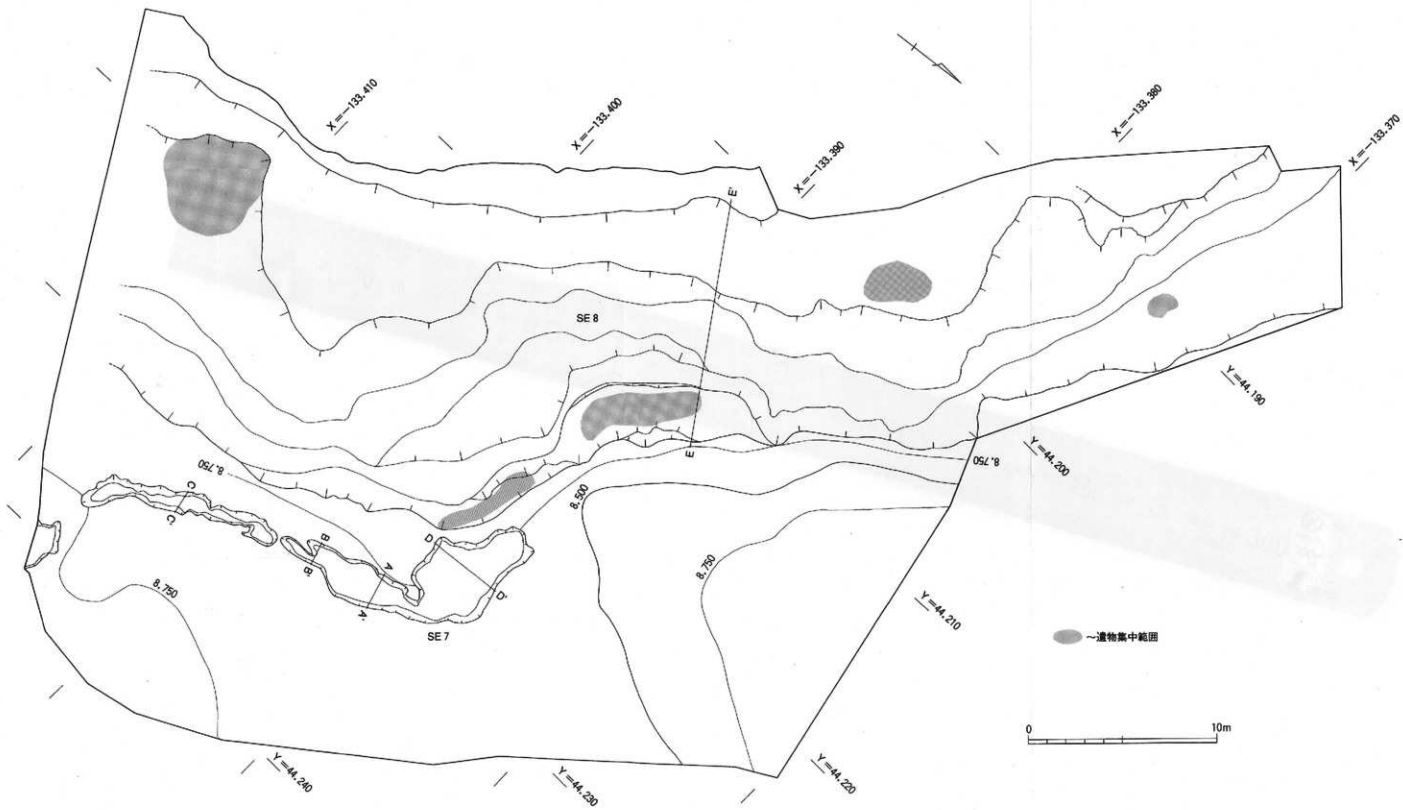 X＝−133.410
X＝−133.400
X＝−133.390
X＝−133.380
X＝−133.370
E'
SE 8
Y＝44.190
Y＝44.200
E
8.750
8.750
8.500
C
C'
B
B'
A
A'
D
D'
8.750
8.750
SE 7
Y＝44.210
～遺物集中範囲
0 10m
Y＝44.240
Y＝44.230
Y＝44.220